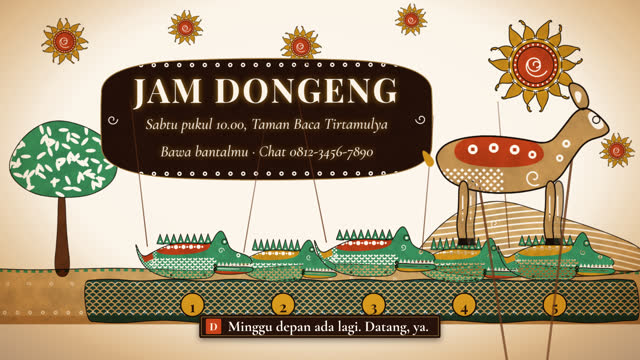 JAM DONGENG
Sabtu pukul 10.00, Taman Baca Tirtamulya
Bawa bantalmu · Chat 0812-3456-7890
1 2 3 4 5
D Minggu depan ada lagi. Datang, ya.